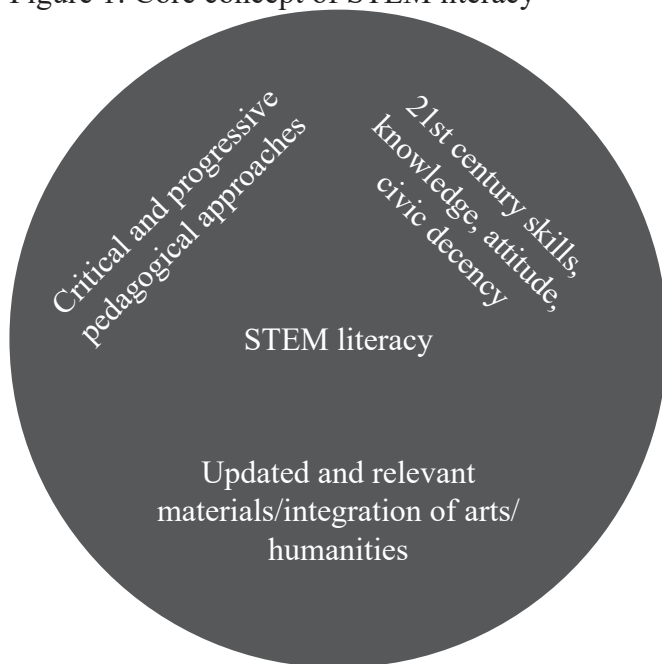 Figure 1: Core concept of STEM literacy
Critical and progressive
pedagogical approaches
21st century skills,
knowledge, attitude,
civic decency
STEM literacy
Updated and relevant
materials/integration of arts/
humanities